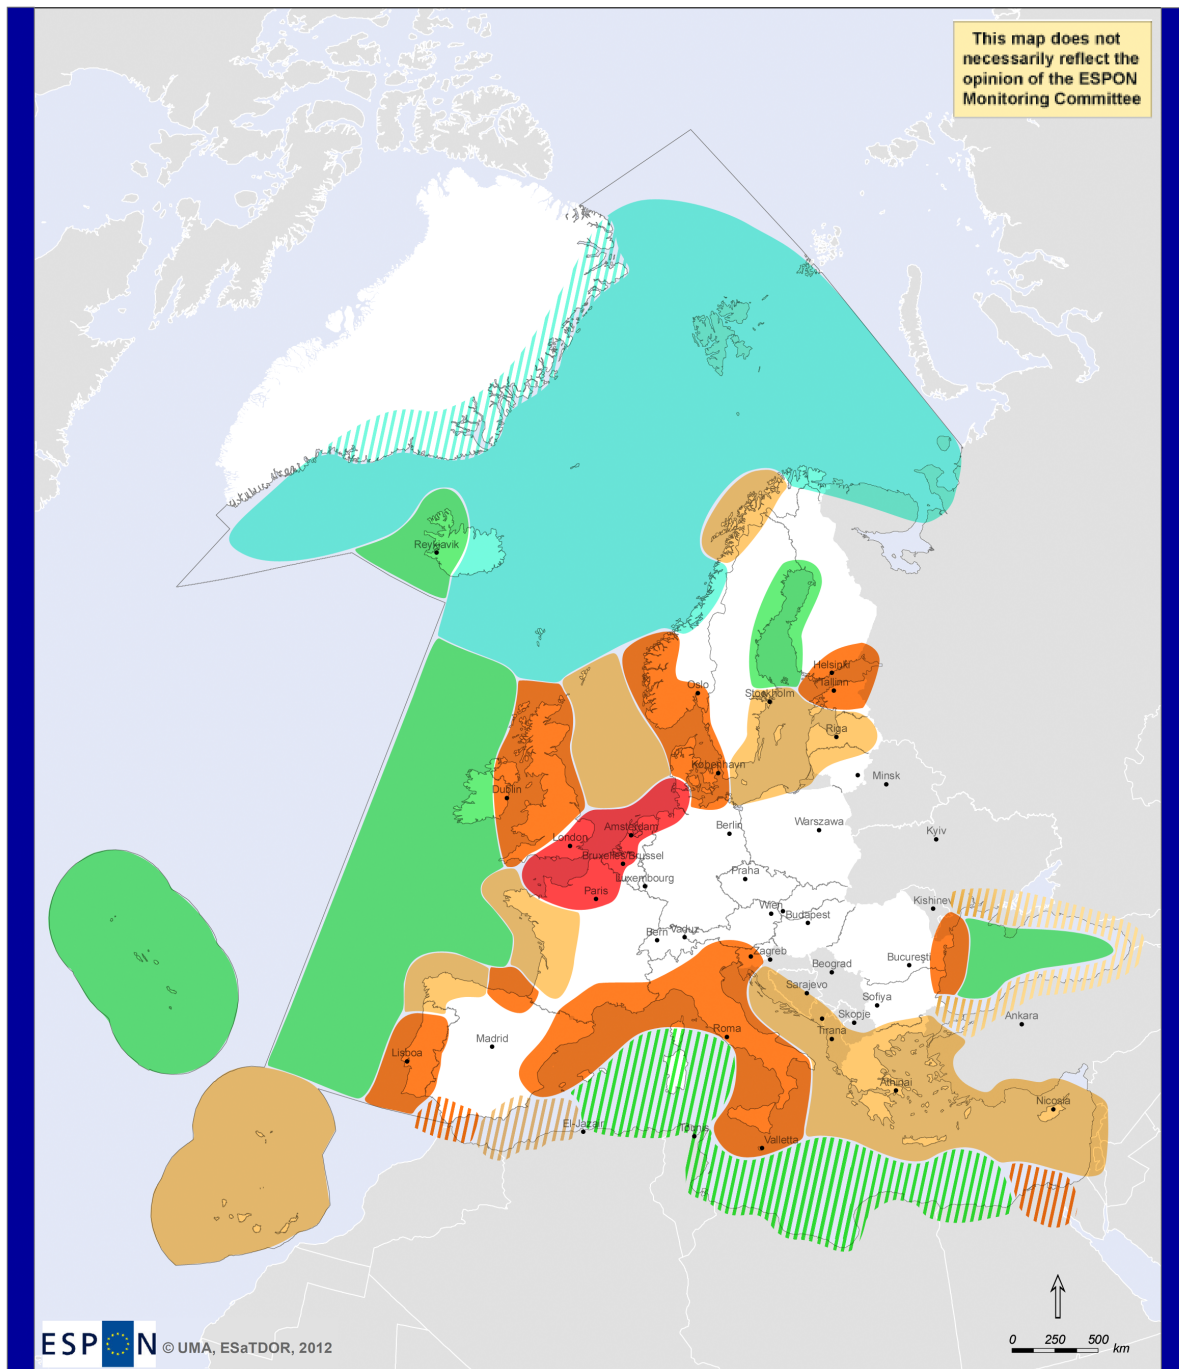 This map does not
necessarily reflect the
opinion of the ESPON
Monitoring Committee
Reykjavik
Helsinki
Tallinn
Oslo
Stockholm
Riga
København
Minsk
Dublin
Berlin
Warszawa
Amsterdam
London
Kyiv
Bruxelles/Brussel
Praha
Luxembourg
Paris
Kishinev
Wien
Budapest
Bern
Vaduz
Zagreb
Beograd
Bucuresti
Sarajevo
Sofiya
Skopje
Ankara
Roma
Tirana
Madrid
Lisboa
Athinai
Nicosia
El-Jazair
Tounis
Valletta
0 250 500
km
ESPON © UMA, ESaTDOR, 2012